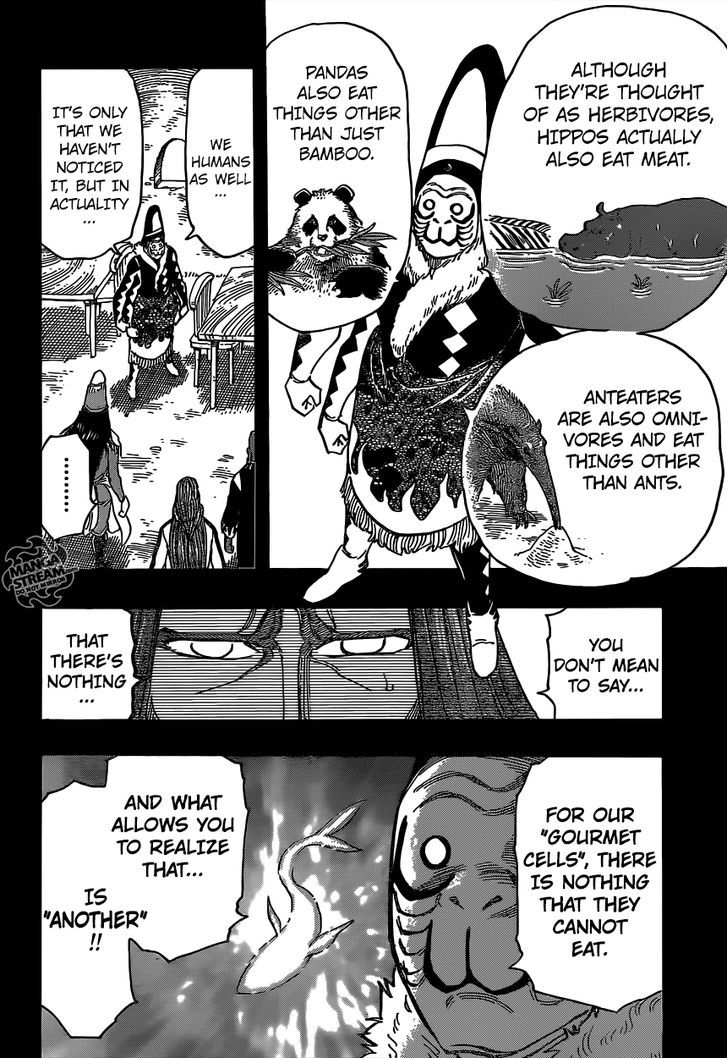 ALTHOUGH
THEY'RE THOUGHT
OF AS HERBIVORES,
HIPPOS ACTUALLY
ALSO EAT MEAT.
PANDAS
ALSO EAT
THINGS OTHER
THAN JUST
BAMBOO.
ANTEATERS
ARE ALSO OMNI-
VORES AND EAT
THINGS OTHER
THAN ANTS.
WE
HUMANS
AS WELL
...
IT'S ONLY
THAT WE
HAVEN'T
NOTICED
IT, BUT IN
ACTUALITY
...
........
MANGA
STREAM
YOU
DON'T MEAN
TO SAY...
THAT
THERE'S
NOTHING
...
FOR OUR
"GOURMET
CELLS", THERE
IS NOTHING
THAT THEY
CANNOT
EAT.
AND WHAT
ALLOWS YOU
TO REALIZE
THAT...
IS
"ANOTHER"
!!